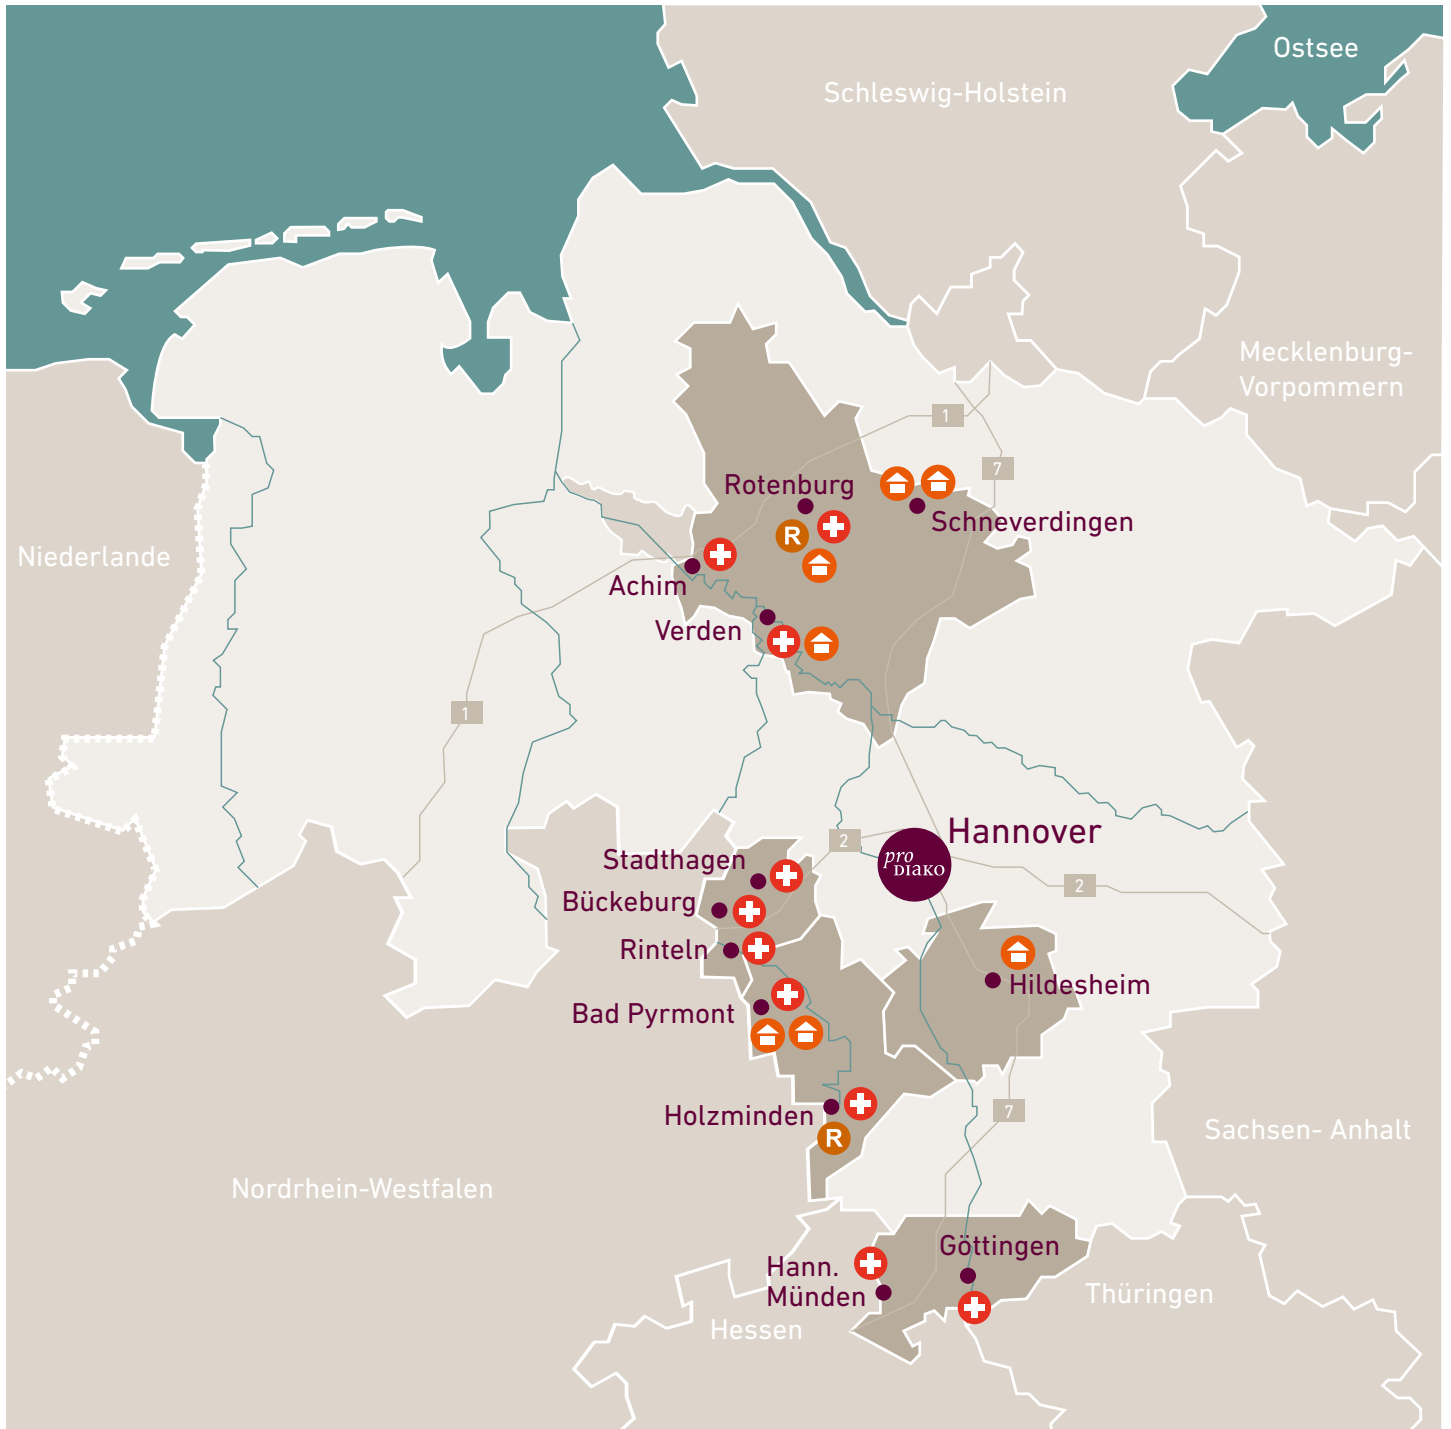 Ostsee
Schleswig-Holstein
Mecklenburg-
Vorpommern
1
7
Rotenburg
Schneverdingen
R
Niederlande
Achim
Verden
1
Hannover
pro
DIAKO
2
2
Stadthagen
Bückeburg
Rinteln
Hildesheim
Bad Pyrmont
7
Holzminden
R
Sachsen- Anhalt
Nordrhein-Westfalen
Göttingen
Hann.
Münden
Thüringen
Hessen